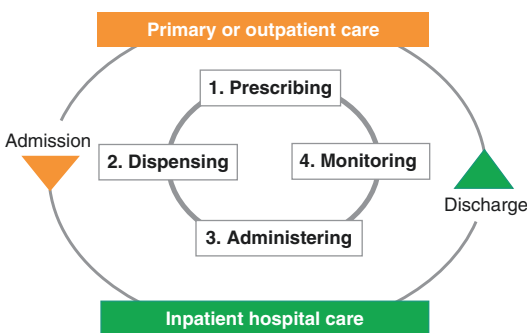 Primary or outpatient care
1. Prescribing
Admission
2. Dispensing
4. Monitoring
Discharge
3. Administering
Inpatient hospital care